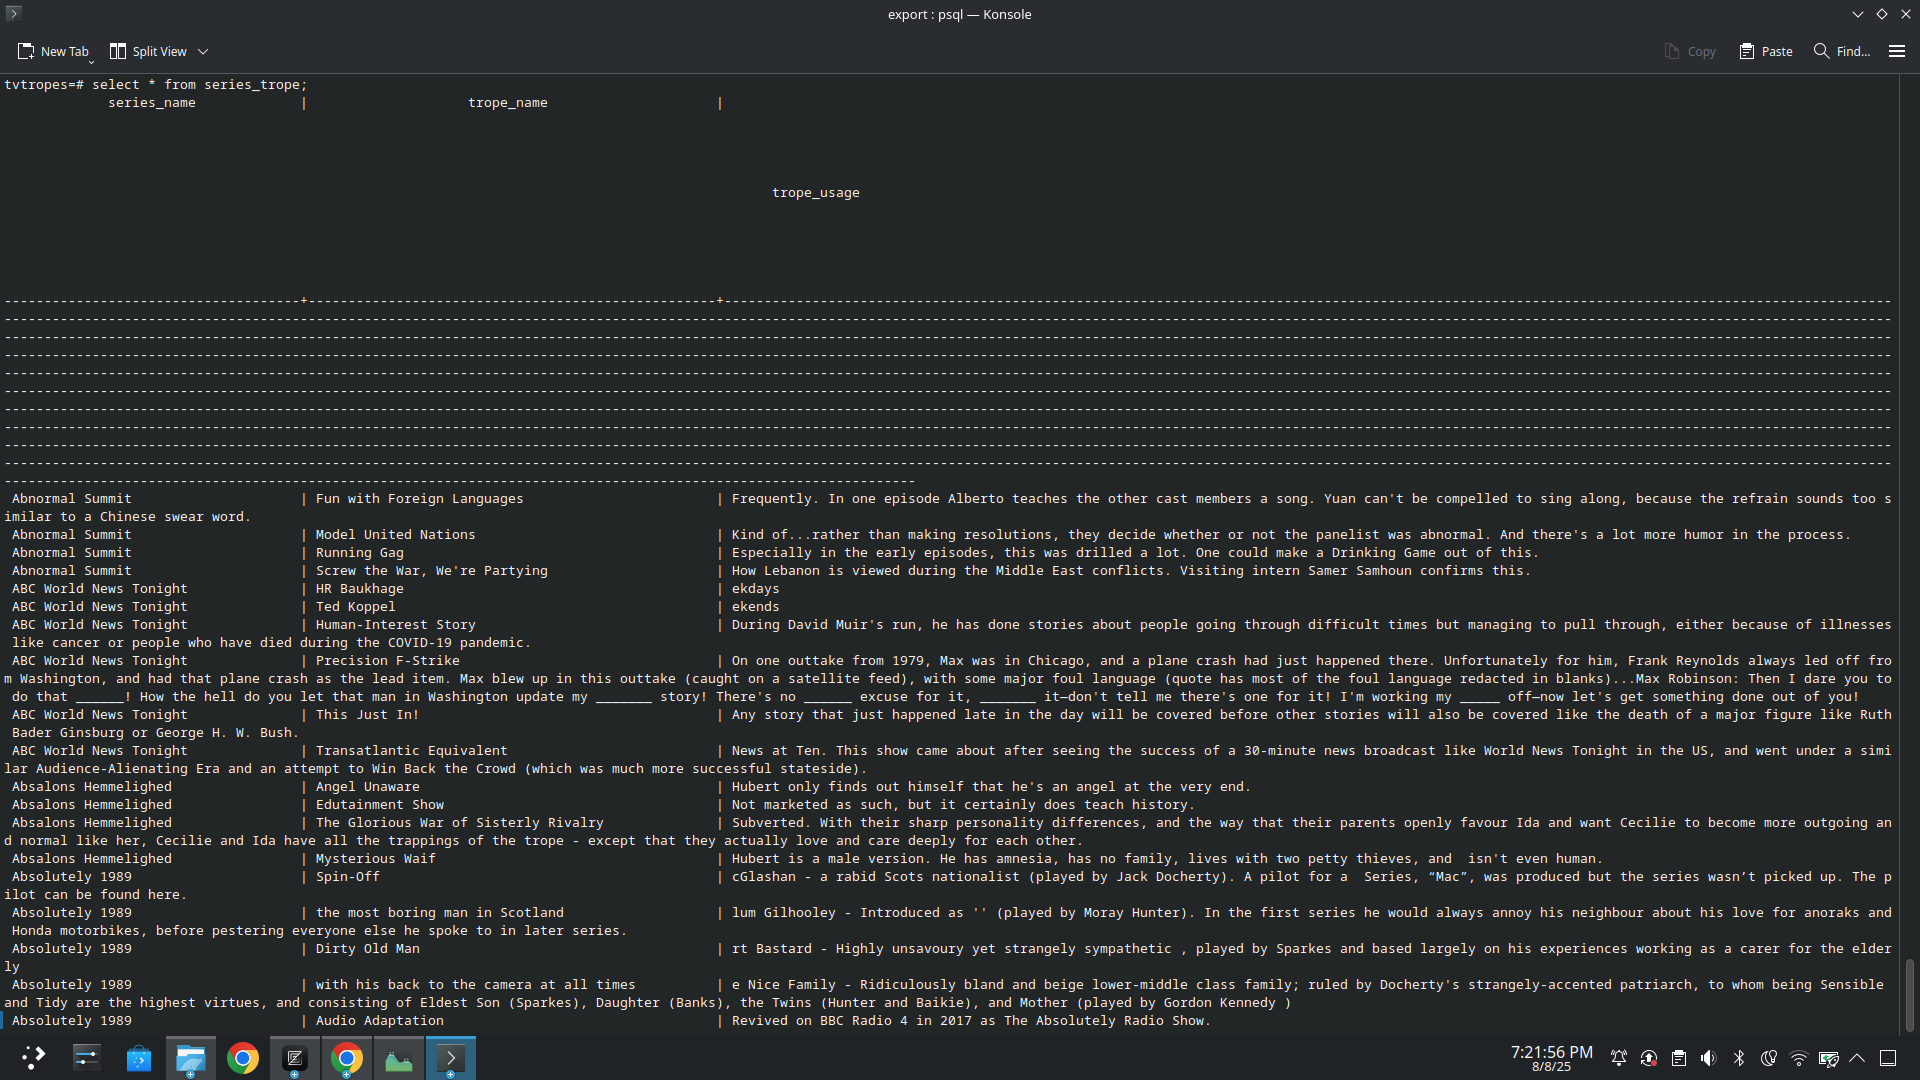 export : psql — Konsole
New Tab
Split View
Copy
Paste
Find...
tvtropes=# select * from series_trope;
series_name | trope_name |
trope_usage
-------------------------------------+---------------------------------------------------+--------------------------------------------------------------------------------------------------------------------------------------------------
Abnormal Summit | Fun with Foreign Languages | Frequently. In one episode Alberto teaches the other cast members a song. Yuan can't be compelled to sing along, because the refrain sounds too s
imilar to a Chinese swear word.
Abnormal Summit | Model United Nations | Kind of...rather than making resolutions, they decide whether or not the panelist was abnormal. And there's a lot more humor in the process.
Abnormal Summit | Running Gag | Especially in the early episodes, this was drilled a lot. One could make a Drinking Game out of this.
Abnormal Summit | Screw the War, We're Partying | How Lebanon is viewed during the Middle East conflicts. Visiting intern Samer Samhoun confirms this.
ABC World News Tonight | HR Baukhage | ekdays
ABC World News Tonight | Ted Koppel | ekends
ABC World News Tonight | Human-Interest Story | During David Muir's run, he has done stories about people going through difficult times but managing to pull through, either because of illnesses
like cancer or people who have died during the COVID-19 pandemic.
ABC World News Tonight | Precision F-Strike | On one outtake from 1979, Max was in Chicago, and a plane crash had just happened there. Unfortunately for him, Frank Reynolds always led off fro
m Washington, and had that plane crash as the lead item. Max blew up in this outtake (caught on a satellite feed), with some major foul language (quote has most of the foul language redacted in blanks)...Max Robinson: Then I dare you to
do that ______! How the hell do you let that man in Washington update my _______ story! There's no ______ excuse for it, _______ it—don't tell me there's one for it! I'm working my _____ off—now let's get something done out of you!
ABC World News Tonight | This Just In! | Any story that just happened late in the day will be covered before other stories will also be covered like the death of a major figure like Ruth
Bader Ginsburg or George H. W. Bush.
ABC World News Tonight | Transatlantic Equivalent | News at Ten. This show came about after seeing the success of a 30-minute news broadcast like World News Tonight in the US, and went under a simi
lar Audience-Alienating Era and an attempt to Win Back the Crowd (which was much more successful stateside).
Absalons Hemmelighed | Angel Unaware | Hubert only finds out himself that he's an angel at the very end.
Absalons Hemmelighed | Edutainment Show | Not marketed as such, but it certainly does teach history.
Absalons Hemmelighed | The Glorious War of Sisterly Rivalry | Subverted. With their sharp personality differences, and the way that their parents openly favour Ida and want Cecilie to become more outgoing an
d normal like her, Cecilie and Ida have all the trappings of the trope - except that they actually love and care deeply for each other.
Absalons Hemmelighed | Mysterious Waif | Hubert is a male version. He has amnesia, has no family, lives with two petty thieves, and  isn't even human.
Absolutely 1989 | Spin-Off | cGlashan - a rabid Scots nationalist (played by Jack Docherty). A pilot for a  Series, “Mac”, was produced but the series wasn’t picked up. The p
ilot can be found here.
Absolutely 1989 | the most boring man in Scotland | lum Gilhooley - Introduced as '' (played by Moray Hunter). In the first series he would always annoy his neighbour about his love for anoraks and
Honda motorbikes, before pestering everyone else he spoke to in later series.
Absolutely 1989 | Dirty Old Man | rt Bastard - Highly unsavoury yet strangely sympathetic , played by Sparkes and based largely on his experiences working as a carer for the elder
ly
Absolutely 1989 | with his back to the camera at all times | e Nice Family - Ridiculously bland and beige lower-middle class family; ruled by Docherty's strangely-accented patriarch, to whom being Sensible
and Tidy are the highest virtues, and consisting of Eldest Son (Sparkes), Daughter (Banks), the Twins (Hunter and Baikie), and Mother (played by Gordon Kennedy )
Absolutely 1989 | Audio Adaptation | Revived on BBC Radio 4 in 2017 as The Absolutely Radio Show.
7:21:56 PM
8/8/25